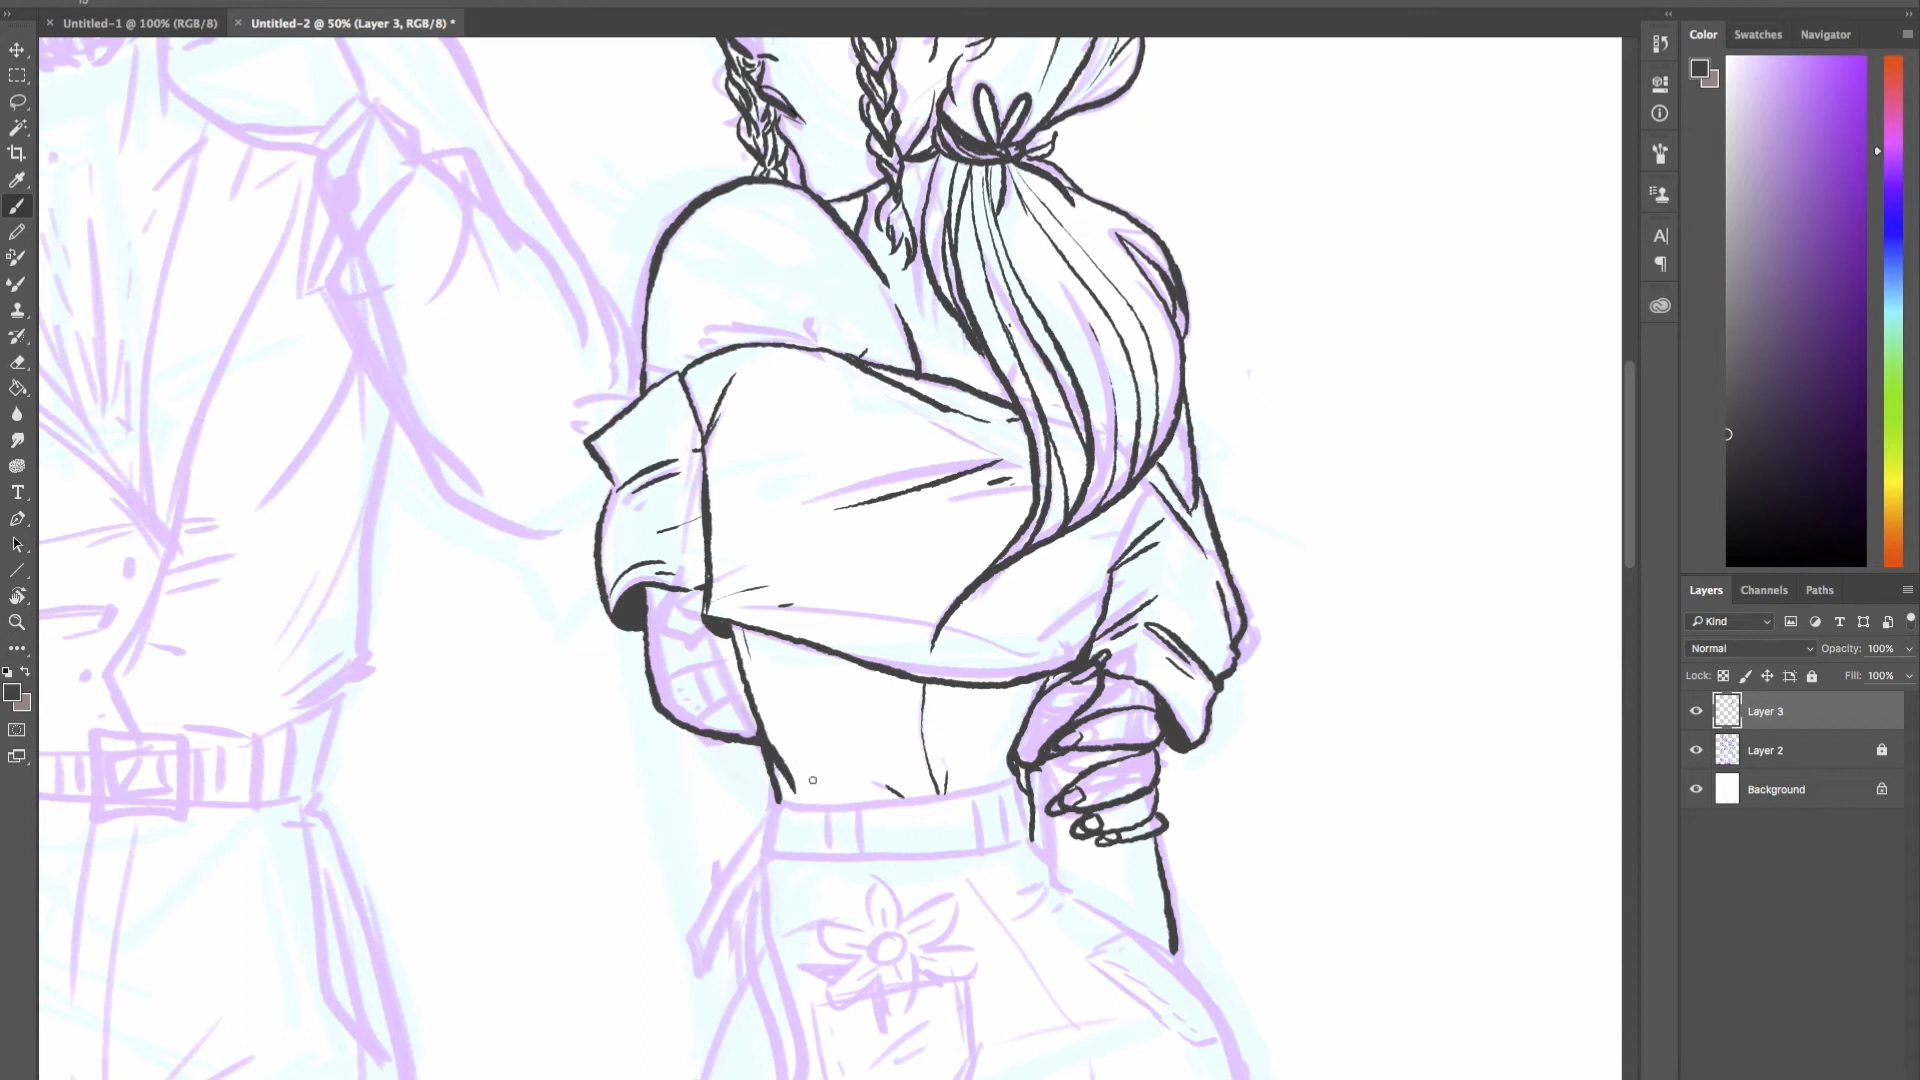 Untitled-1 @ 100% (RGB/8)
Untitled-2 @ 50% (Layer 3, RGB/8) *
Color
Swatches
Navigator
Layers
Channels
Paths
Kind
Normal
Opacity: 100%
Lock:
Fill: 100%
Layer 3
Layer 2
Background